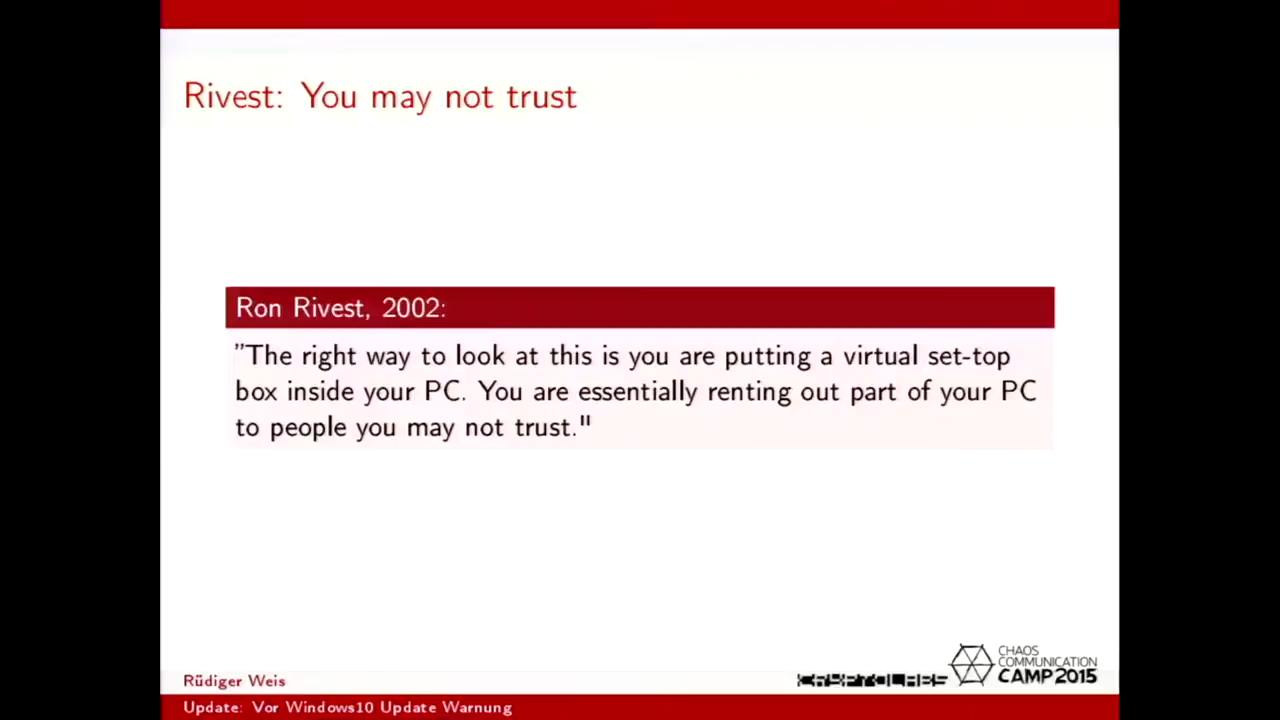 Rivest: You may not trust
Ron Rivest, 2002:
"The right way to look at this is you are putting a virtual set-top
box inside your PC. You are essentially renting out part of your PC
to people you may not trust."
CHAOS
COMMUNICATION
CAMP 2015
Rüdiger Weis
CRYPTOLABS
Update: Vor Windows10 Update Warnung